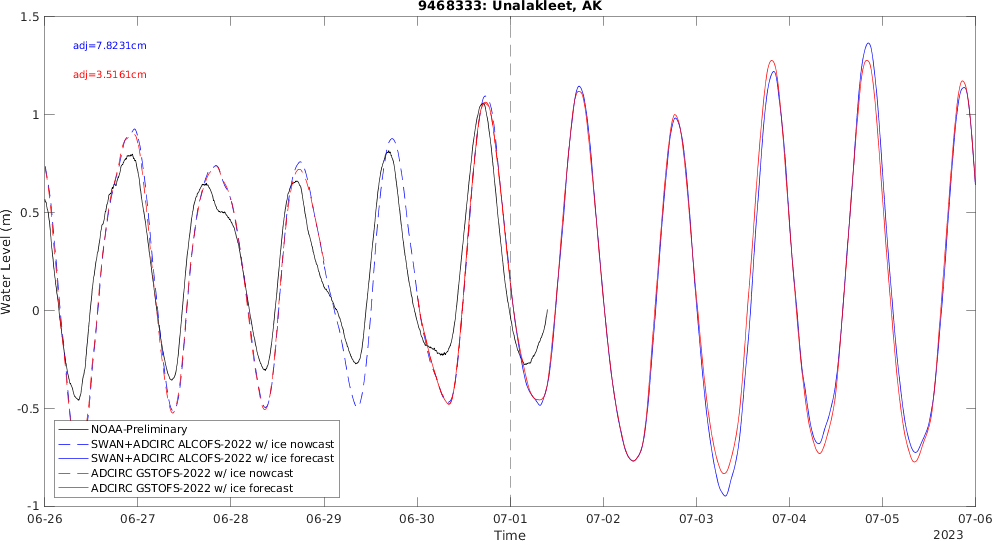 9468333: Unalakleet, AK
adj=7.8231cm
adj=3.5161cm
Water Level (m)
1.5
1
0.5
0
-0.5
-1
NOAA-Preliminary
SWAN+ADCIRC ALCOFS-2022 w/ ice nowcast
SWAN+ADCIRC ALCOFS-2022 w/ ice forecast
ADCIRC GSTOFS-2022 w/ ice nowcast
ADCIRC GSTOFS-2022 w/ ice forecast
06-26 06-27 06-28 06-29 06-30 07-01 07-02 07-03 07-04 07-05 07-06
Time
2023